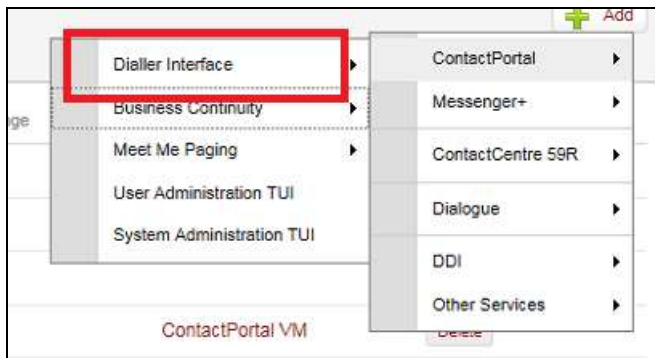 Add
Dialler Interface
Business Continuity
Meet Me Paging
User Administration TUI
System Administration TUI
ContactPortal
Messenger+
ContactCentre 59R
Dialogue
DDI
Other Services
ContactPortal VM
Delete